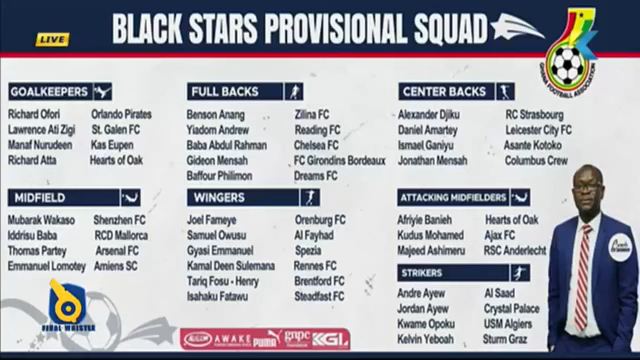 LIVE
BLACK STARS PROVISIONAL SQUAD
GHANA FOOTBALL ASSOCIATION
GOALKEEPERS
Richard Ofori Orlando Pirates
Lawrence Ati Zigi St. Galen FC
Manaf Nurudeen Kas Eupen
Richard Atta Hearts of Oak
FULL BACKS
Benson Anang Zilina FC
Yiadom Andrew Reading FC
Baba Abdul Rahman Chelsea FC
Gideon Mensah FC Girondins Bordeaux
Baffour Philimon Dreams FC
CENTER BACKS
Alexander Djiku RC Strasbourg
Daniel Amartey Leicester City FC
Ismael Ganiyu Asante Kotoko
Jonathan Mensah Columbus Crew
MIDFIELD
Mubarak Wakaso Shenzhen FC
Iddrisu Baba RCD Mallorca
Thomas Partey Arsenal FC
Emmanuel Lomotey Amiens SC
WINGERS
Joel Fameye Orenburg FC
Samuel Owusu Al Fayhad
Gyasi Emmanuel Spezia
Kamal Deen Sulemana Rennes FC
Tariq Fosu - Henry Brentford FC
Isahaku Fatawu Steadfast FC
ATTACKING MIDFIELDERS
Afriyie Banieh Hearts of Oak
Kudus Mohamed Ajax FC
Majeed Ashimeru RSC Anderlecht
STRIKERS
Andre Ayew Al Saad
Jordan Ayew Crystal Palace
Kwame Opoku USM Algiers
Kelvin Yeboah Sturm Graz
FINAL WHISTLE
AWAKE
PUMA
gnpc
KGL